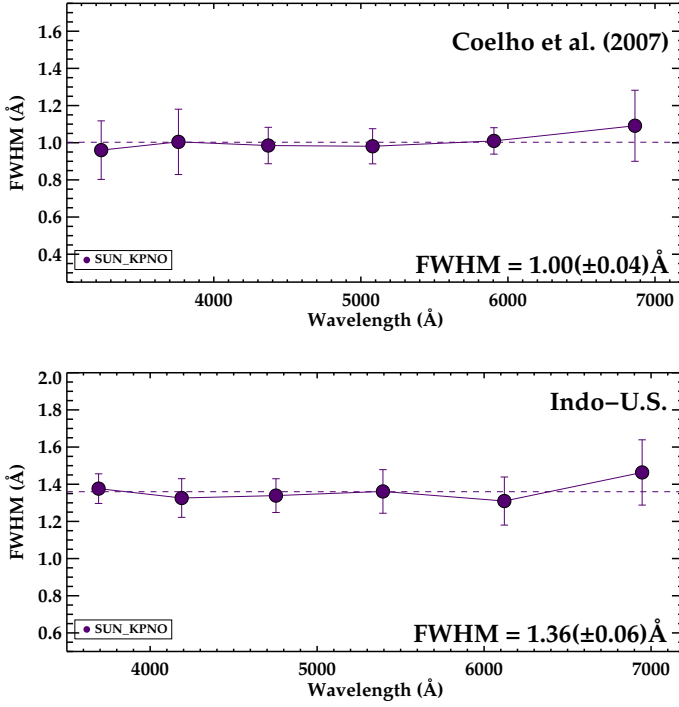 Coelho et al. (2007)
1.6
1.4
1.2
1.0
0.8
0.6
0.4
FWHM (Å)
SUN_KPNO
FWHM = 1.00(±0.04)Å
4000 5000 6000 7000
Wavelength (Å)
Indo–U.S.
2.0
1.8
1.6
1.4
1.2
1.0
0.8
0.6
FWHM (Å)
SUN_KPNO
FWHM = 1.36(±0.06)Å
4000 5000 6000 7000
Wavelength (Å)